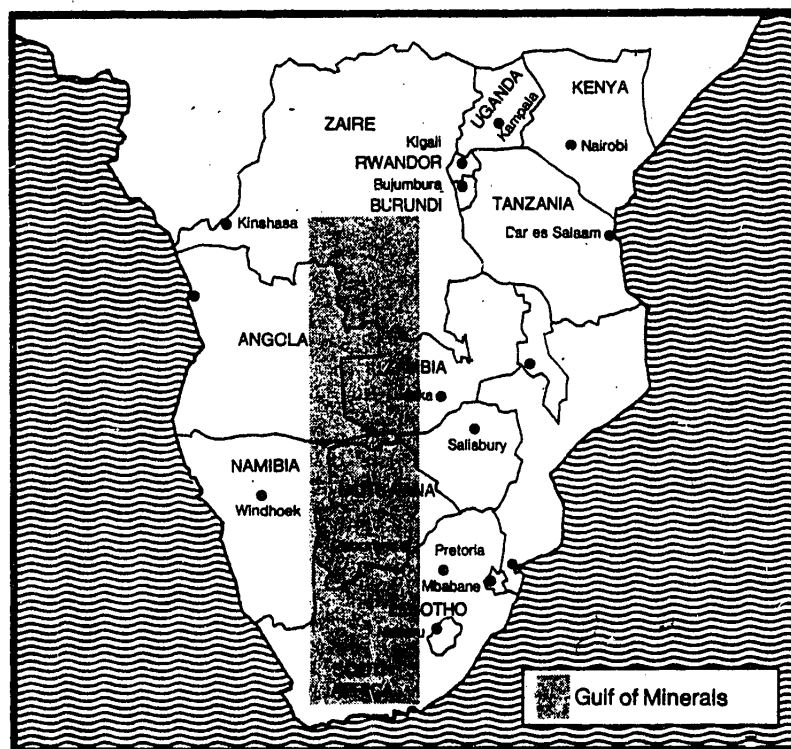 UGANDA
Kampala
KENYA
ZAIRE
Nairobi
Kigali
RWANDOR
Bujumbura
BURUNDI
TANZANIA
Kinshasa
Dar es Salaam
ANGOLA
Salisbury
NAMIBIA
Windhoek
Pretoria
Mbabane
Gulf of Minerals